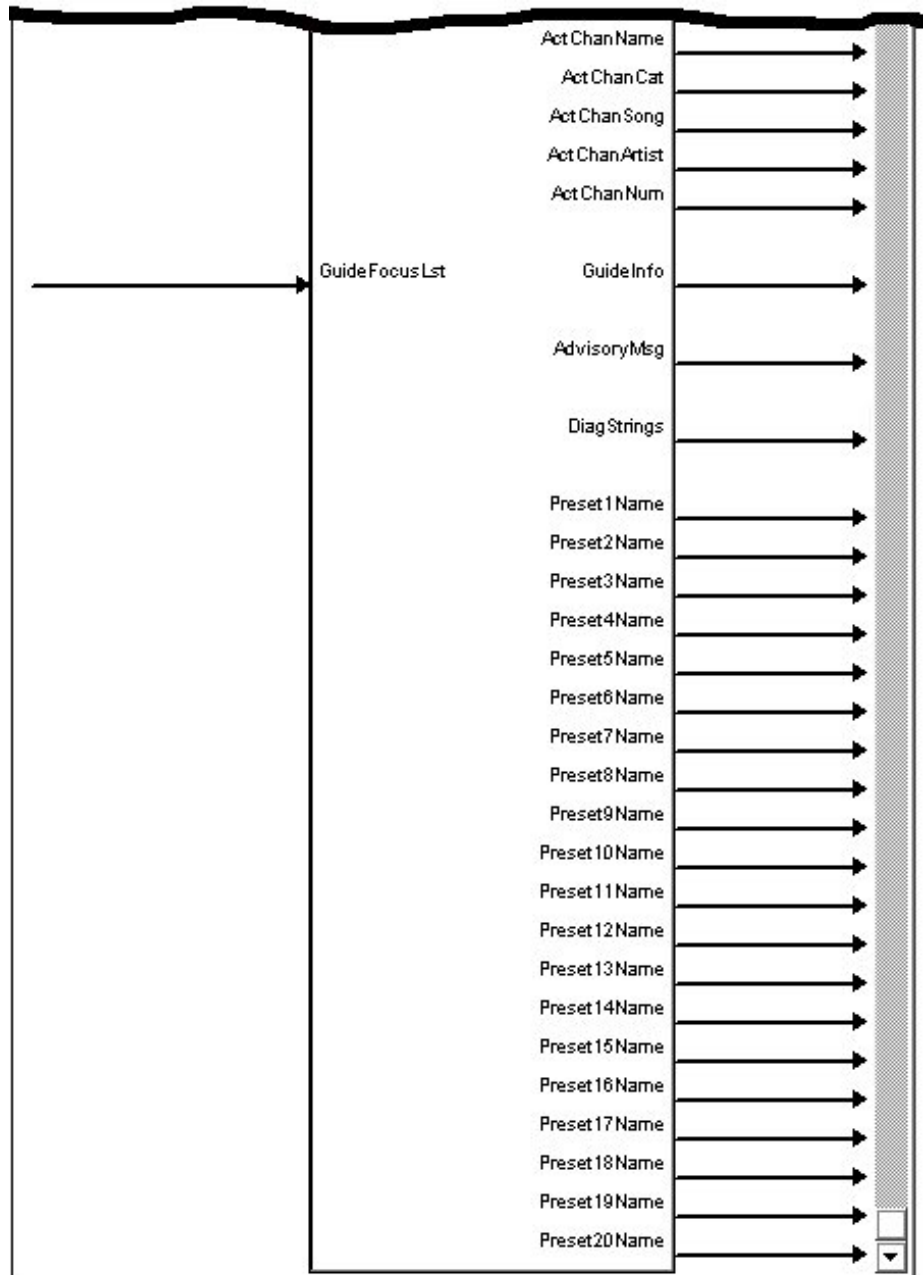 ActChanName
ActChanCat
ActChanSong
ActChanArtist
ActChanNum
GuideFocusLst GuideInfo
AdvisoryMsg
DiagStrings
Preset1Name
Preset2Name
Preset3Name
Preset4Name
Preset5Name
Preset6Name
Preset7Name
Preset8Name
Preset9Name
Preset10Name
Preset11Name
Preset12Name
Preset13Name
Preset14Name
Preset15Name
Preset16Name
Preset17Name
Preset18Name
Preset19Name
Preset20Name